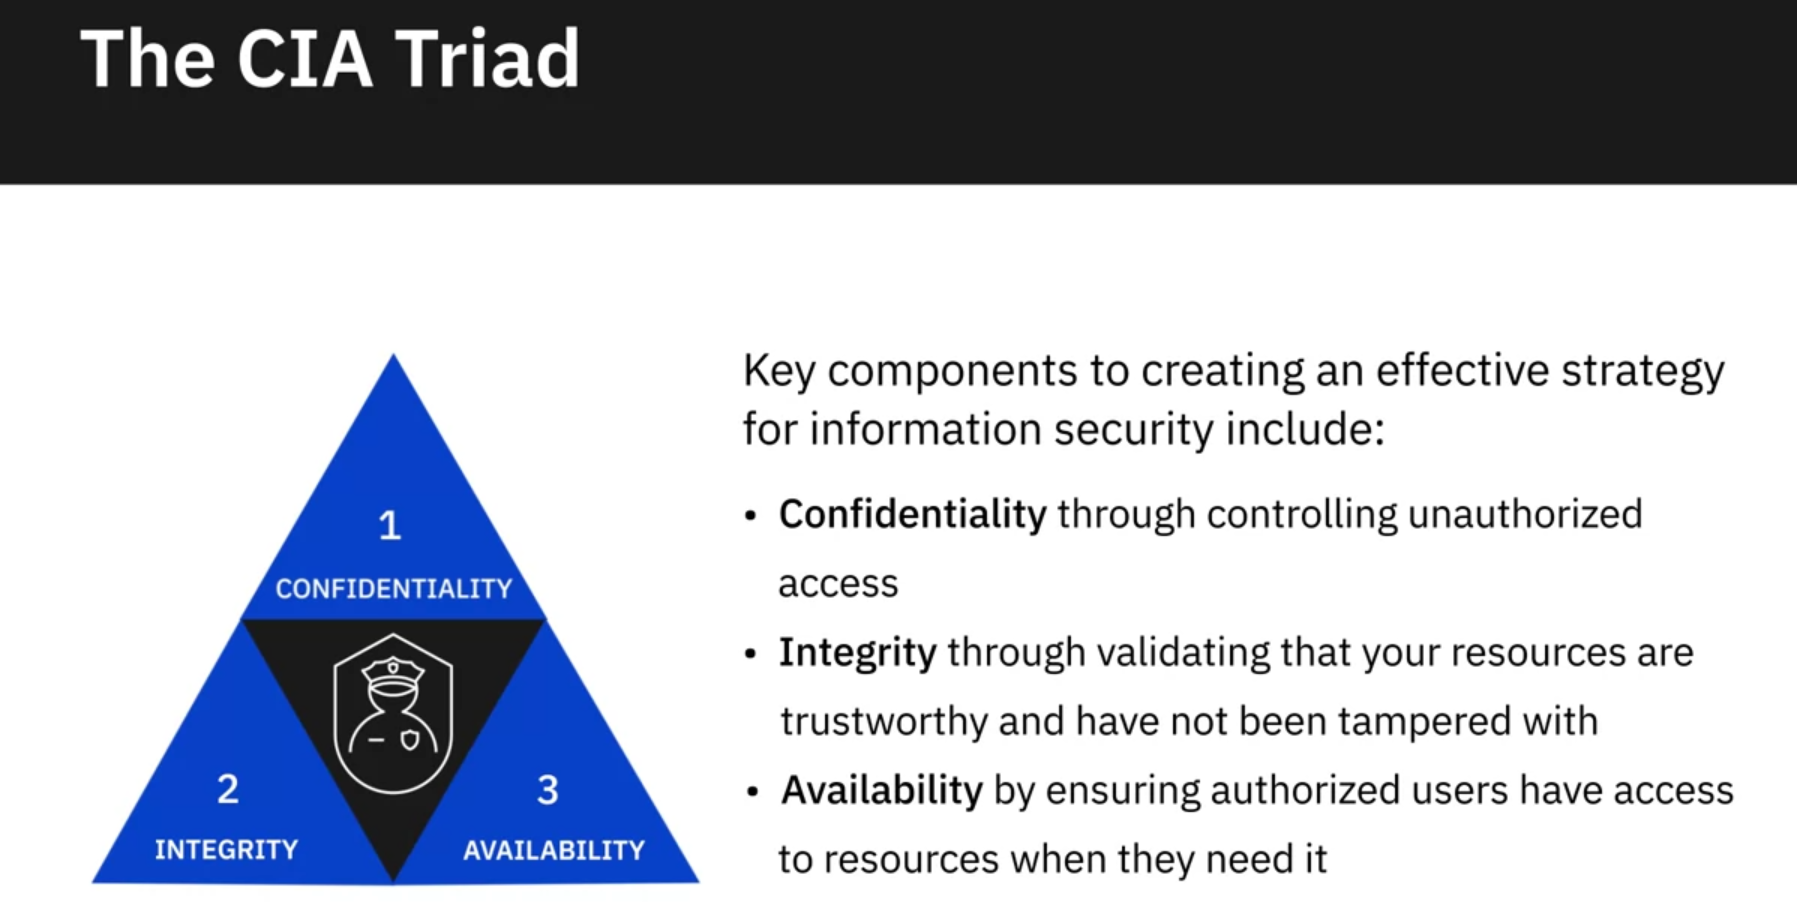 The CIA Triad
1
CONFIDENTIALITY
2
INTEGRITY
3
AVAILABILITY
Key components to creating an effective strategy
for information security include:
• Confidentiality through controlling unauthorized
access
• Integrity through validating that your resources are
trustworthy and have not been tampered with
• Availability by ensuring authorized users have access
to resources when they need it